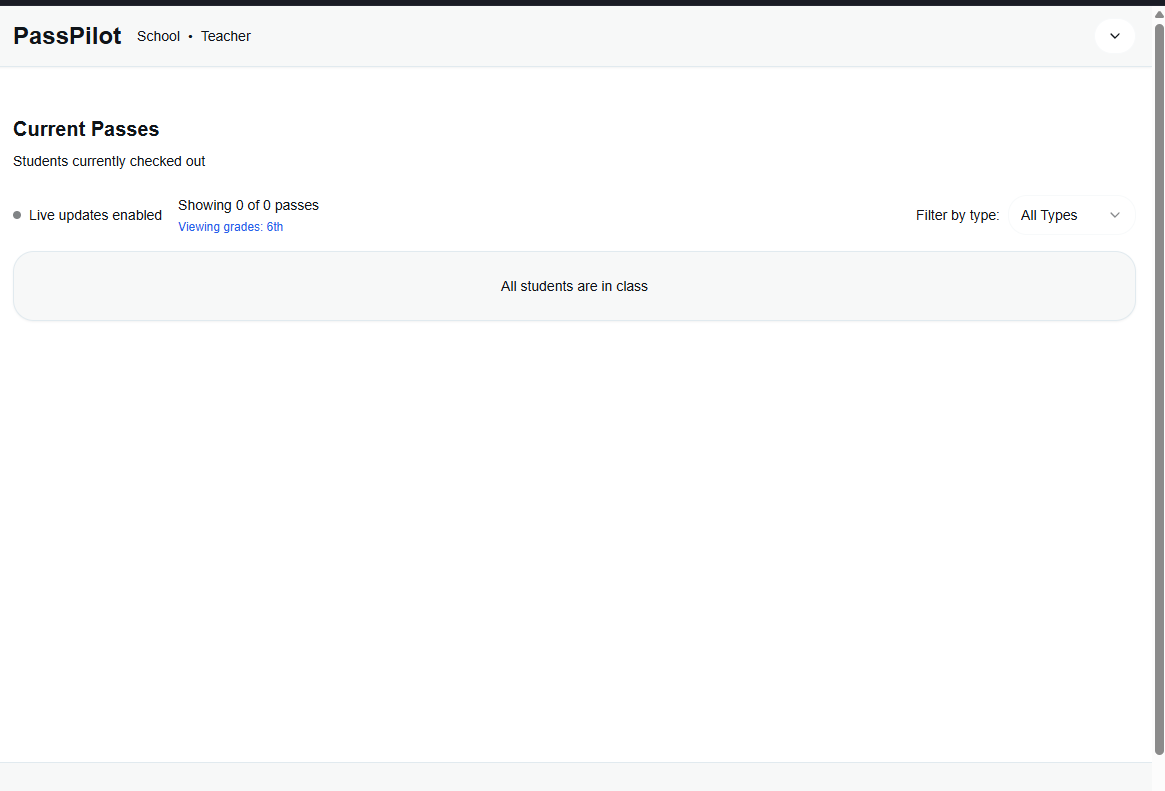 PassPilot School • Teacher
Current Passes
Students currently checked out
Live updates enabled
Showing 0 of 0 passes
Viewing grades: 6th
Filter by type: All Types
All students are in class